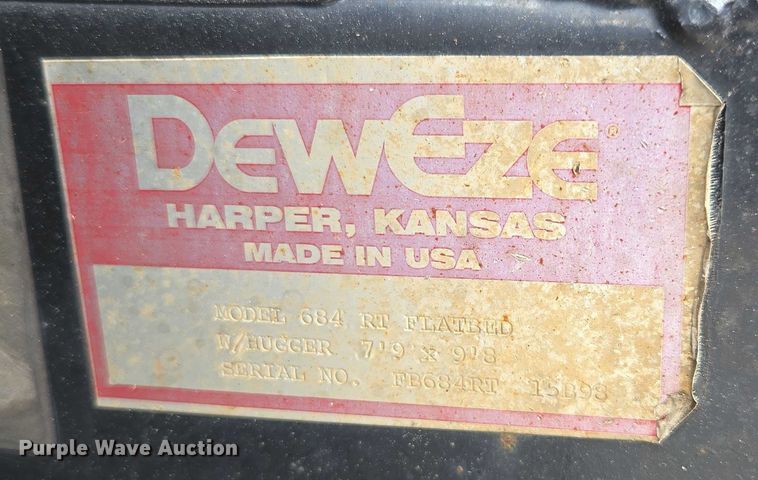 DEWEZE®
HARPER, KANSAS
MADE IN USA
MODEL 684 RT FLATBED
W/HUGGER 7'9 X 9'8
SERIAL NO. FB684RT 15898
Purple Wave Auction